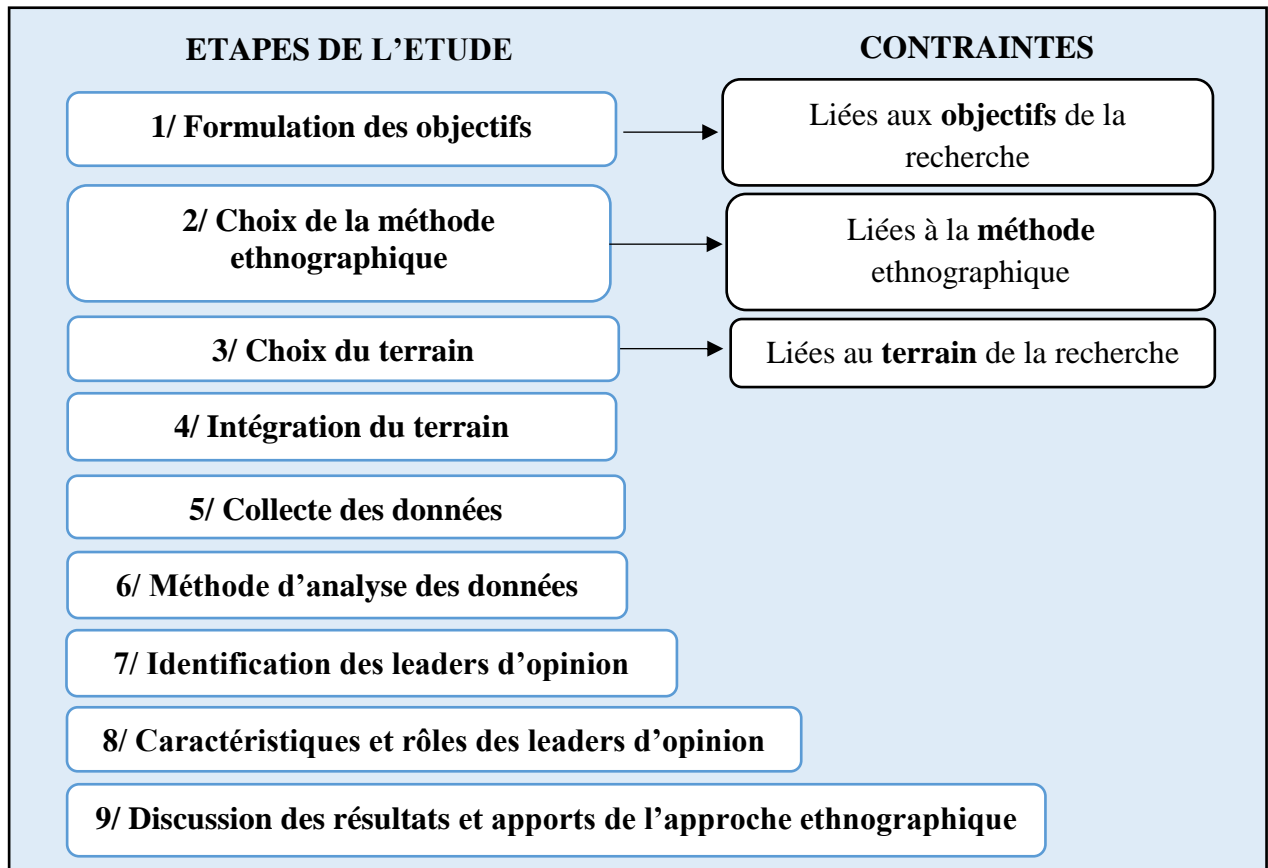 ETAPES DE L’ETUDE
CONTRAINTES
1/ Formulation des objectifs
Liées aux objectifs de la
recherche
2/ Choix de la méthode
ethnographique
Liées à la méthode
ethnographique
3/ Choix du terrain
Liées au terrain de la recherche
4/ Intégration du terrain
5/ Collecte des données
6/ Méthode d’analyse des données
7/ Identification des leaders d’opinion
8/ Caractéristiques et rôles des leaders d’opinion
9/ Discussion des résultats et apports de l’approche ethnographique